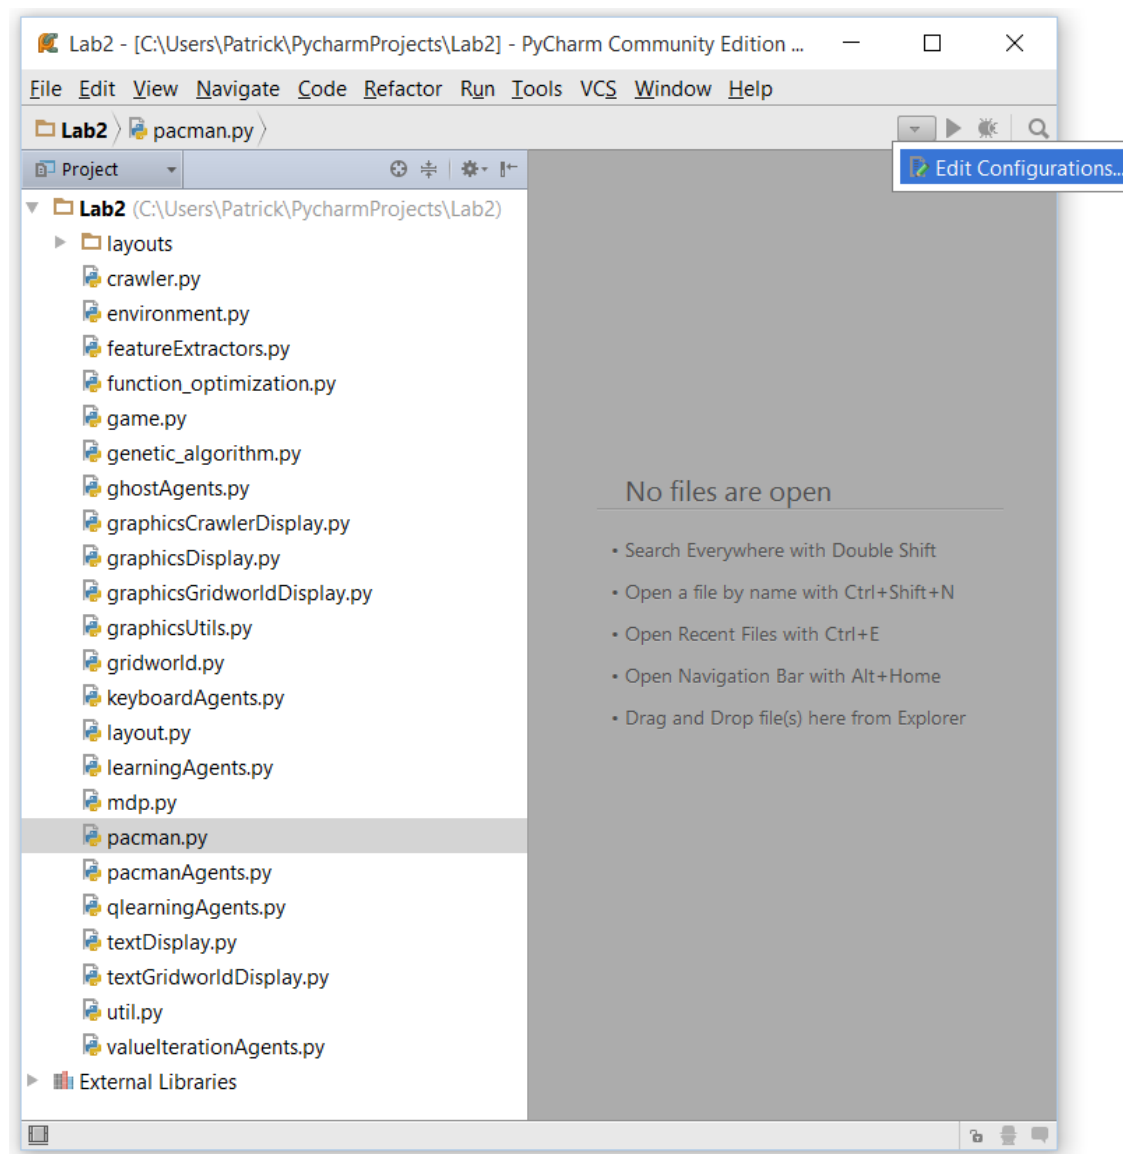 Lab2 - [C:\Users\Patrick\PycharmProjects\Lab2] - PyCharm Community Edition ...
File Edit View Navigate Code Refactor Run Tools VCS Window Help
Lab2 pacman.py
Edit Configurations...
Project
Lab2 (C:\Users\Patrick\PycharmProjects\Lab2)
layouts
crawler.py
environment.py
featureExtractors.py
function_optimization.py
game.py
genetic_algorithm.py
ghostAgents.py
graphicsCrawlerDisplay.py
graphicsDisplay.py
graphicsGridworldDisplay.py
graphicsUtils.py
gridworld.py
keyboardAgents.py
layout.py
learningAgents.py
mdp.py
pacman.py
pacmanAgents.py
qlearningAgents.py
textDisplay.py
textGridworldDisplay.py
util.py
valueIterationAgents.py
External Libraries
No files are open
• Search Everywhere with Double Shift
• Open a file by name with Ctrl+Shift+N
• Open Recent Files with Ctrl+E
• Open Navigation Bar with Alt+Home
• Drag and Drop file(s) here from Explorer